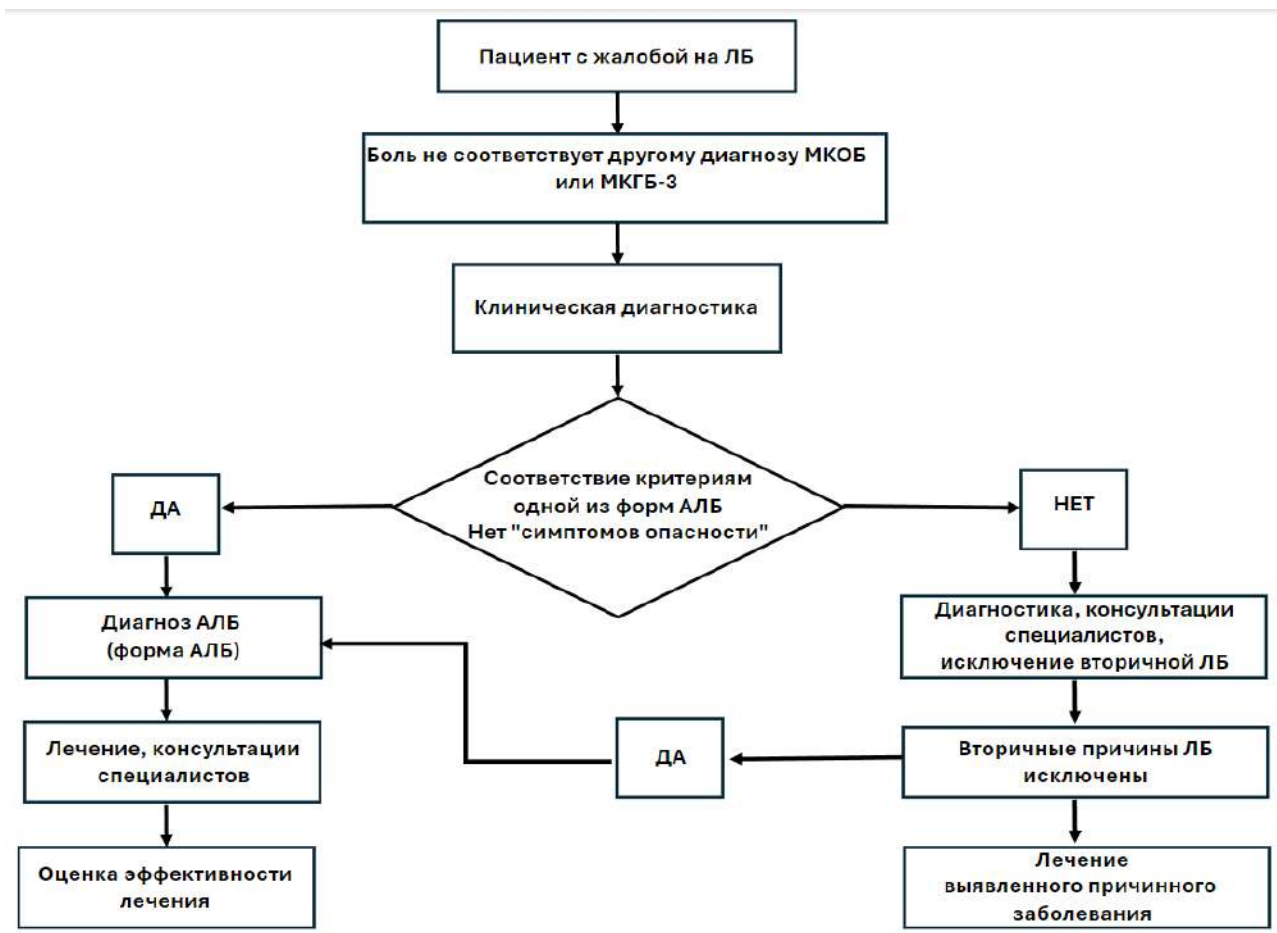 Пациент с жалобой на ЛБ
Боль не соответствует другому диагнозу МКОБ
или МКГБ-3
Клиническая диагностика
Соответствие критериям
одной из форм АЛБ
Нет "симптомов опасности"
ДА
НЕТ
Диагноз АЛБ
(форма АЛБ)
Диагностика, консультации
специалистов,
исключение вторичной ЛБ
Лечение, консультации
специалистов
ДА
Вторичные причины ЛБ
исключены
Оценка эффективности
лечения
Лечение
выявленного причинного
заболевания